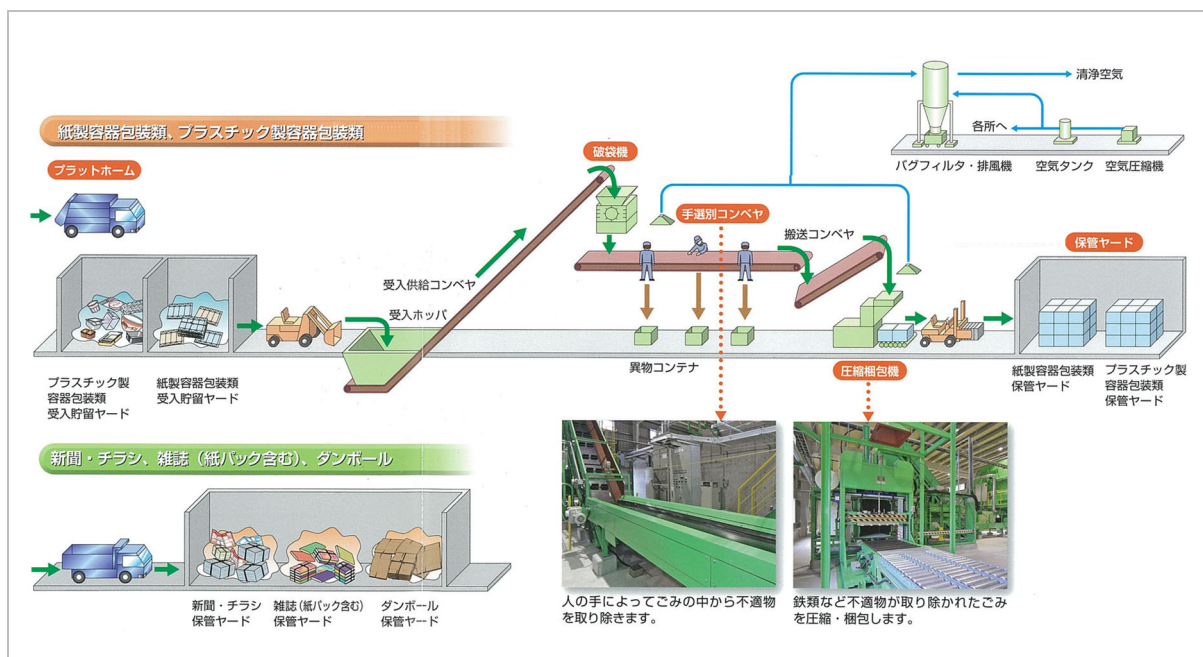 紙製容器包装類、プラスチック製容器包装類
プラットホーム
破袋機
手選別コンベヤ
搬送コンベヤ
清浄空気
各所へ
バグフィルタ・排風機
空気タンク
空気圧縮機
保管ヤード
受入供給コンベヤ
受入ホッパ
異物コンテナ
圧縮梱包機
プラスチック製
容器包装類
受入貯留ヤード
紙製容器包装類
受入貯留ヤード
紙製容器包装類
保管ヤード
プラスチック製
容器包装類
保管ヤード
新聞・チラシ、雑誌（紙パック含む）、ダンボール
新聞・チラシ
保管ヤード
雑誌（紙パック含む）
保管ヤード
ダンボール
保管ヤード
人の手によってごみの中から不適物
を取り除きます。
鉄類など不適物が取り除かれたごみ
を圧縮・梱包します。